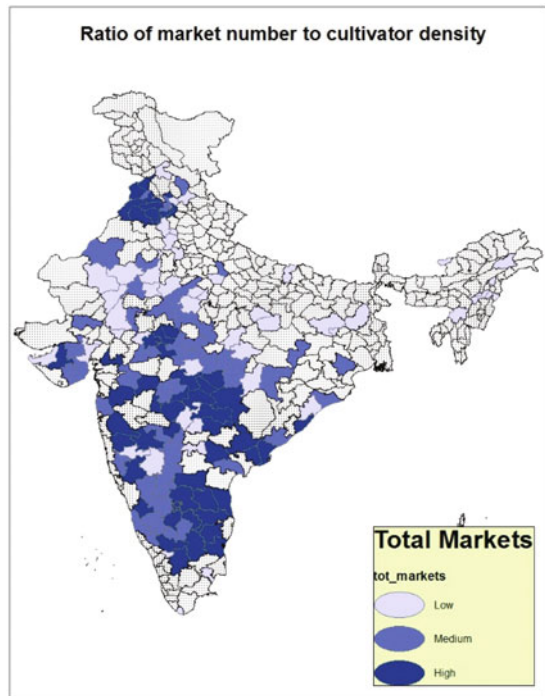 Ratio of market number to cultivator density
Total Markets
tot_markets
Low
Medium
High